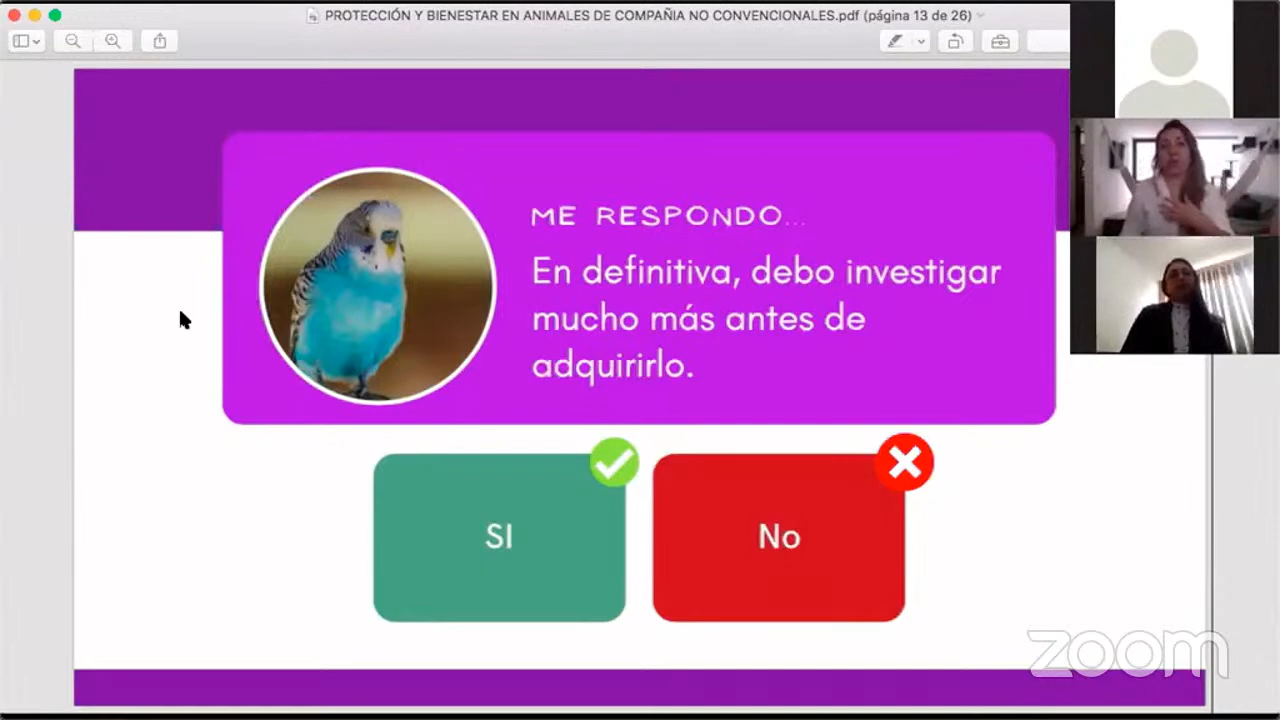 PROTECCIÓN Y BIENESTAR EN ANIMALES DE COMPAÑIA NO CONVENCIONALES.pdf (página 13 de 26)
ME RESPONDO...
En definitiva, debo investigar
mucho más antes de
adquirirlo.
SI
No
zoom